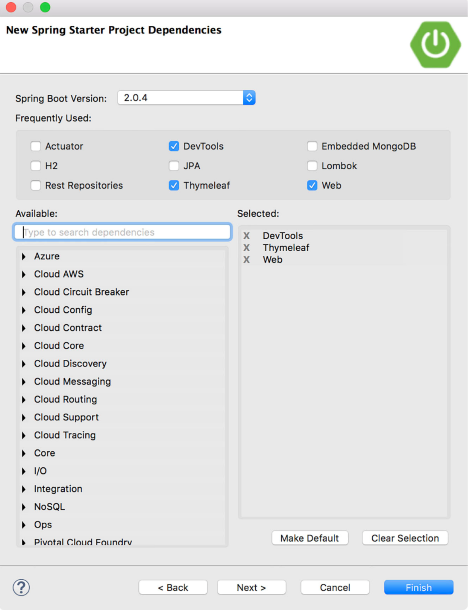 New Spring Starter Project Dependencies
Spring Boot Version: 2.0.4
Frequently Used:
Actuator DevTools Embedded MongoDB
H2 JPA Lombok
Rest Repositories Thymeleaf Web
Available: Selected:
Type to search dependencies
X DevTools
X Thymeleaf
X Web
Azure
Cloud AWS
Cloud Circuit Breaker
Cloud Config
Cloud Contract
Cloud Core
Cloud Discovery
Cloud Messaging
Cloud Routing
Cloud Support
Cloud Tracing
Core
I/O
Integration
NoSQL
Ops
Pivotal Cloud Foundry
Make Default Clear Selection
? < Back Next > Cancel Finish